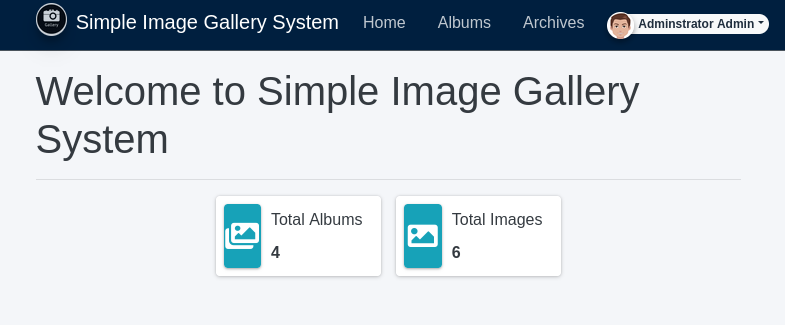 Gallery
Simple Image Gallery System
Home
Albums
Archives
Adminstrator Admin
Welcome to Simple Image Gallery
System
Total Albums
4
Total Images
6